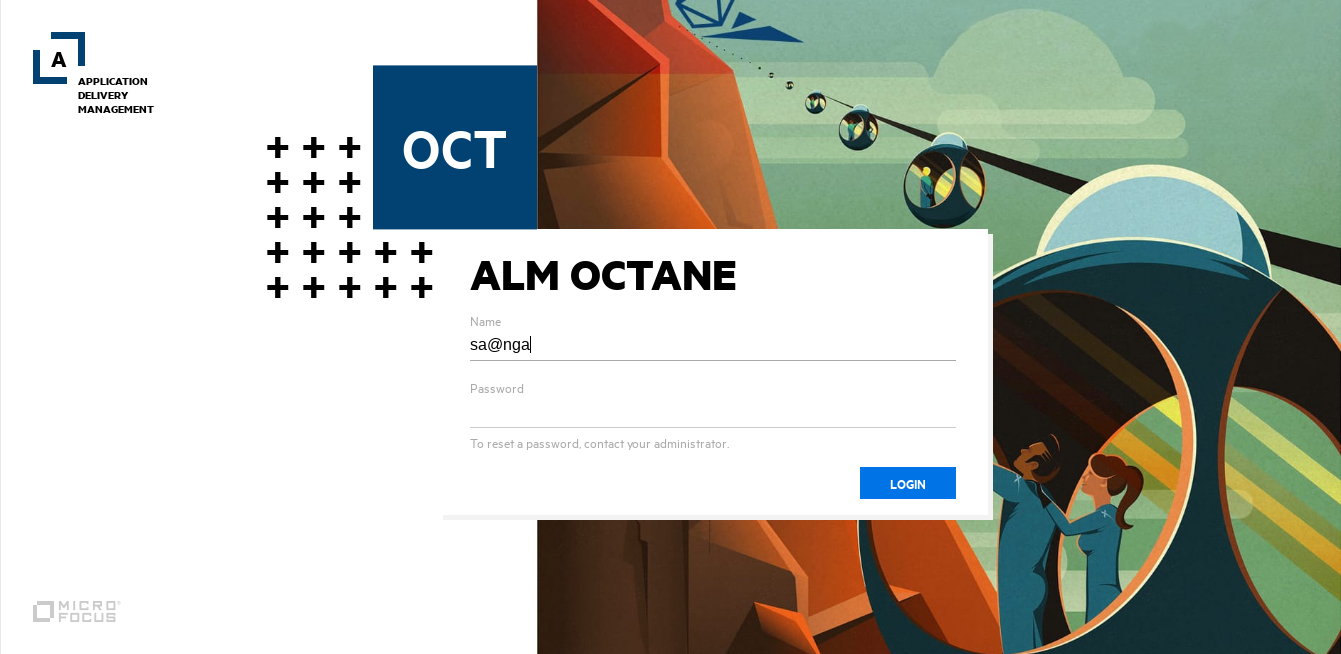 A
APPLICATION
DELIVERY
MANAGEMENT
OCT
ALM OCTANE
Name
sa@nga
Password
To reset a password, contact your administrator.
LOGIN
MICRO
FOCUS